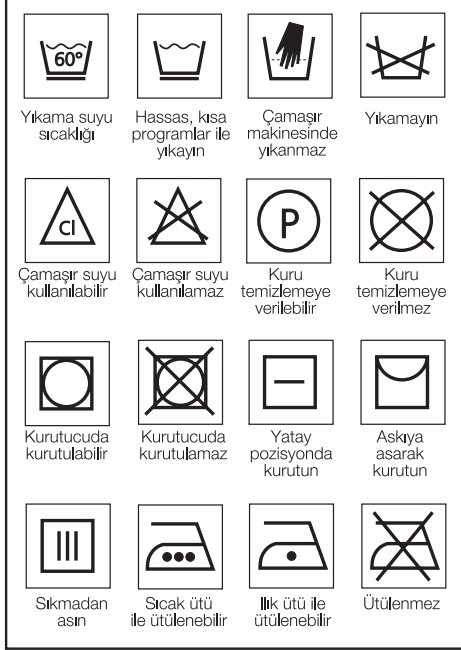 60°
Yıkama suyu
sıcaklığı
Hassas, kısa
programlar ile
yıkayın
Çamaşır
makinesinde
yıkanmaz
Yıkamayın
Cl
Çamaşır suyu
kullanılabilir
Çamaşır suyu
kullanılamaz
P
Kuru
temizlemeye
verilebilir
Kuru
temizlemeye
verilmez
Kurutucuda
kurutulabilir
Kurutucuda
kurutulamaz
Yatay
pozisyonda
kurutun
Askıya
asarak
kurutun
Sıkmadan
asın
Sıcak ütü
ile ütülenebilir
Ilık ütü ile
ütülenebilir
Ütülenmez